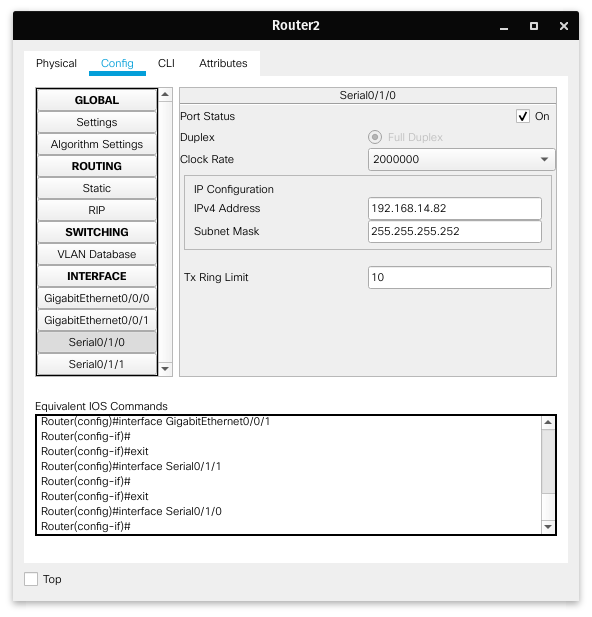 Router2
Physical Config CLI Attributes
GLOBAL
Settings
Algorithm Settings
ROUTING
Static
RIP
SWITCHING
VLAN Database
INTERFACE
GigabitEthernet0/0/0
GigabitEthernet0/0/1
Serial0/1/0
Serial0/1/1
Serial0/1/0
Port Status On
Duplex Full Duplex
Clock Rate 2000000
IP Configuration
IPv4 Address 192.168.14.82
Subnet Mask 255.255.255.252
Tx Ring Limit 10
Equivalent IOS Commands
Router(config)#interface GigabitEthernet0/0/1
Router(config-if)#
Router(config-if)#exit
Router(config)#interface Serial0/1/1
Router(config-if)#
Router(config-if)#exit
Router(config)#interface Serial0/1/0
Router(config-if)#
Top